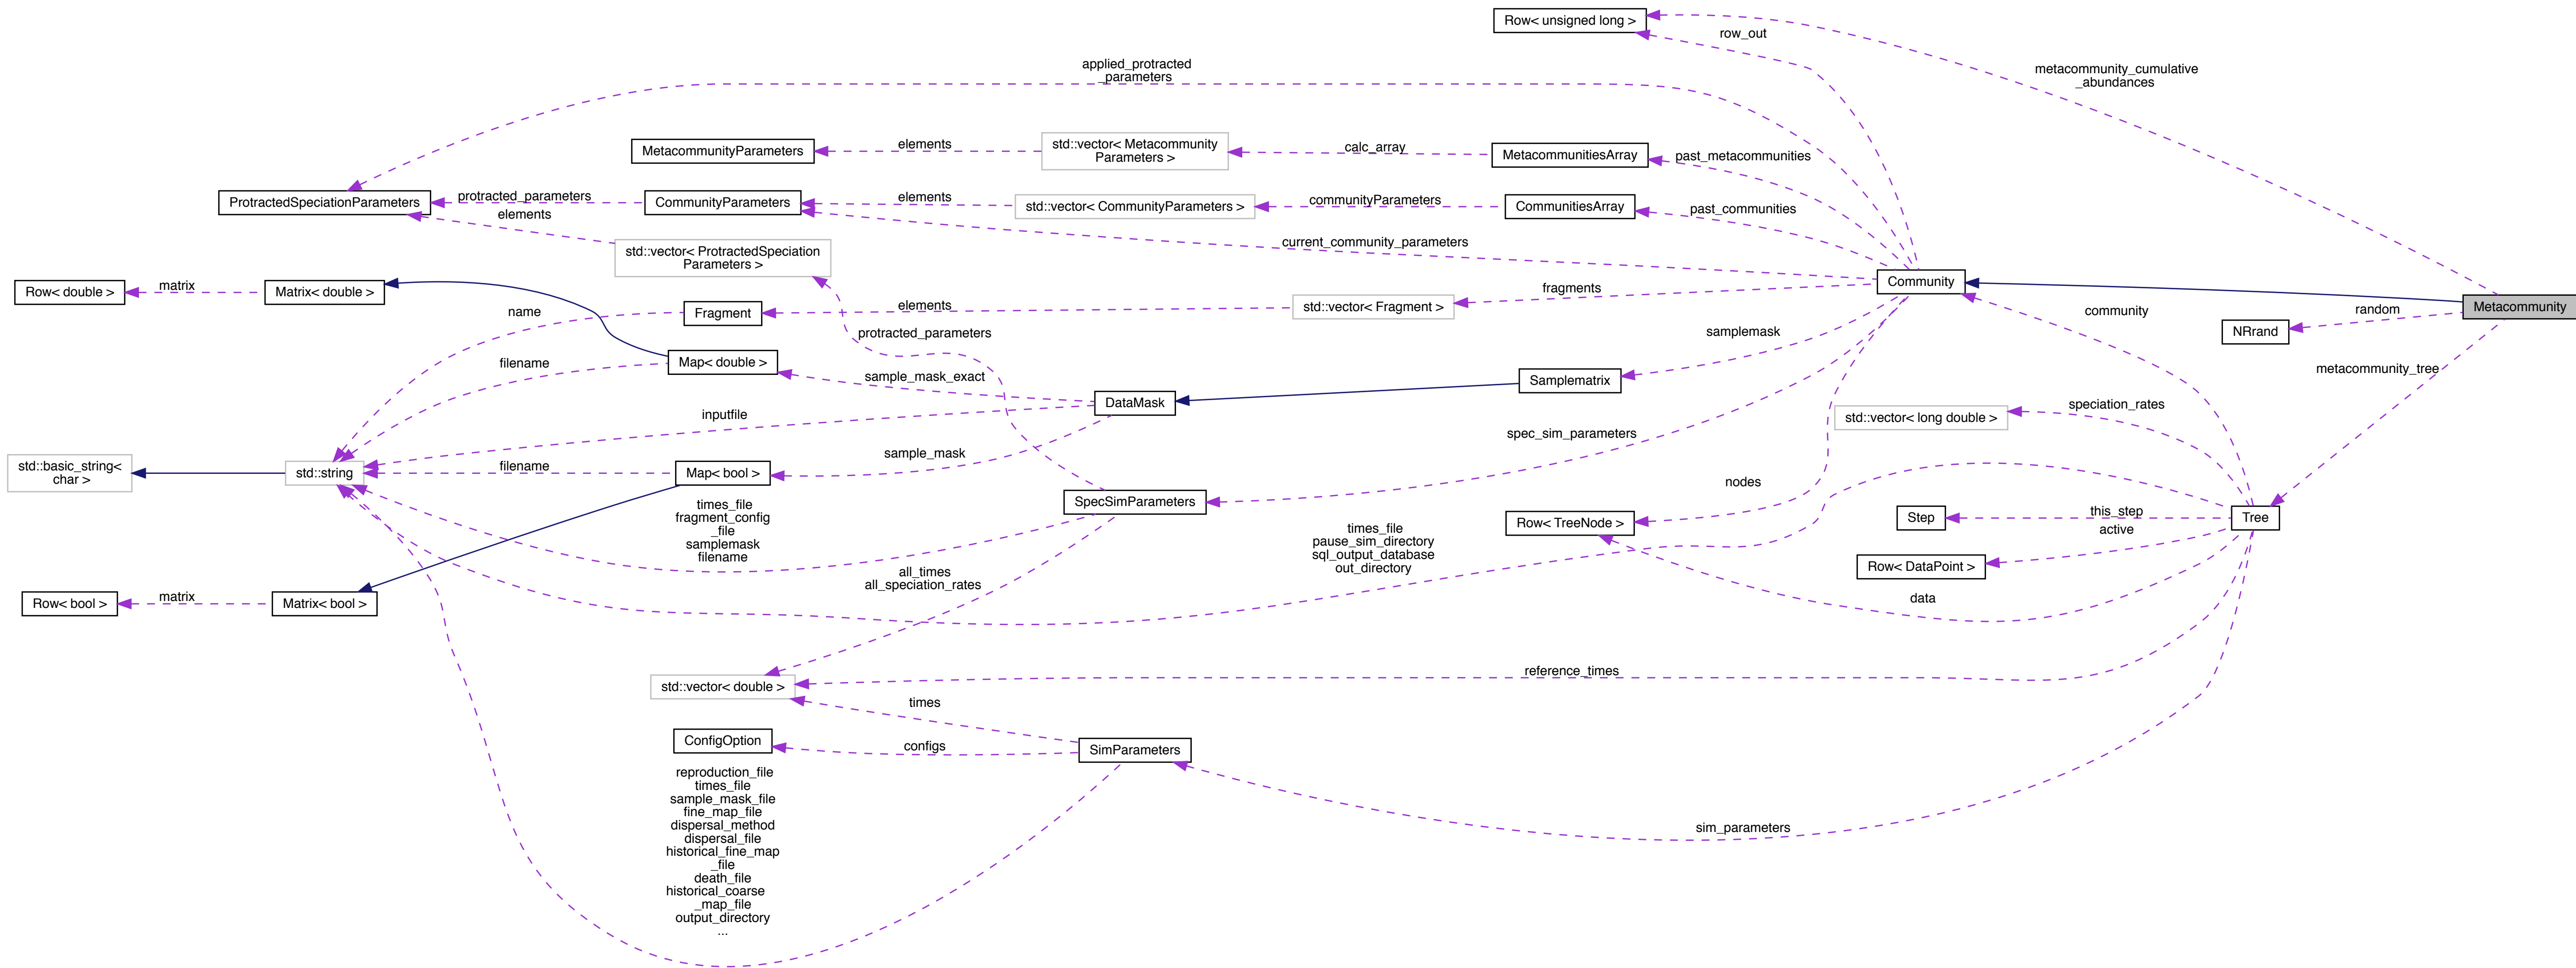 Row< unsigned long >
row_out
applied_protracted
_parameters
metacommunity_cumulative
_abundances
MetacommunityParameters
elements
std::vector< Metacommunity
Parameters >
calc_array
MetacommunitiesArray
past_metacommunities
ProtractedSpeciationParameters
protracted_parameters
elements
CommunityParameters
elements
std::vector< CommunityParameters >
communityParameters
CommunitiesArray
past_communities
std::vector< ProtractedSpeciation
Parameters >
current_community_parameters
Row< double >
matrix
Matrix< double >
Community
name
Fragment
elements
std::vector< Fragment >
fragments
Metacommunity
random
NRrand
community
protracted_parameters
samplemask
filename
Map< double >
sample_mask_exact
metacommunity_tree
Samplematrix
DataMask
inputfile
std::vector< long double >
speciation_rates
spec_sim_parameters
std::basic_string<
char >
std::string
filename
Map< bool >
sample_mask
nodes
SpecSimParameters
times_file
fragment_config
_file
samplemask
filename
Row< TreeNode >
Step
this_step
Tree
active
times_file
pause_sim_directory
sql_output_database
out_directory
Row< DataPoint >
all_times
all_speciation_rates
data
Row< bool >
matrix
Matrix< bool >
reference_times
std::vector< double >
times
ConfigOption
configs
SimParameters
reproduction_file
times_file
sample_mask_file
fine_map_file
dispersal_method
dispersal_file
historical_fine_map
_file
death_file
historical_coarse
_map_file
output_directory
...
sim_parameters